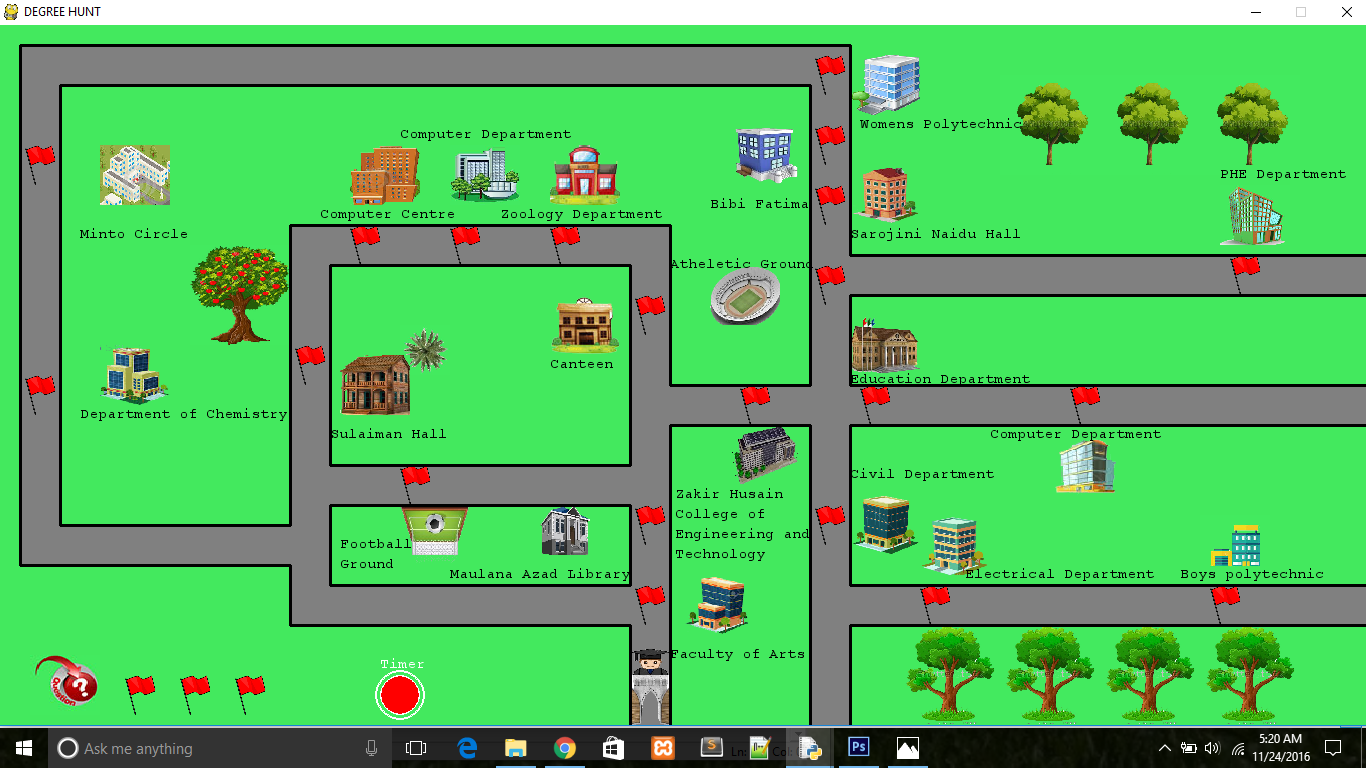 DEGREE HUNT
Womens Polytechnic
Computer Department
PHE Department
Computer Centre
Zoology Department
Bibi Fatima
Minto Circle
Sarojini Naidu Hall
Atheletic Ground
Canteen
Education Department
Department of Chemistry
Sulaiman Hall
Computer Department
Civil Department
Zakir Husain
College of
Engineering and
Technology
Football
Ground
Maulana Azad Library
Electrical Department
Boys polytechnic
Faculty of Arts
Timer
Question
?
Ask me anything
Ps
5:20 AM
11/24/2016